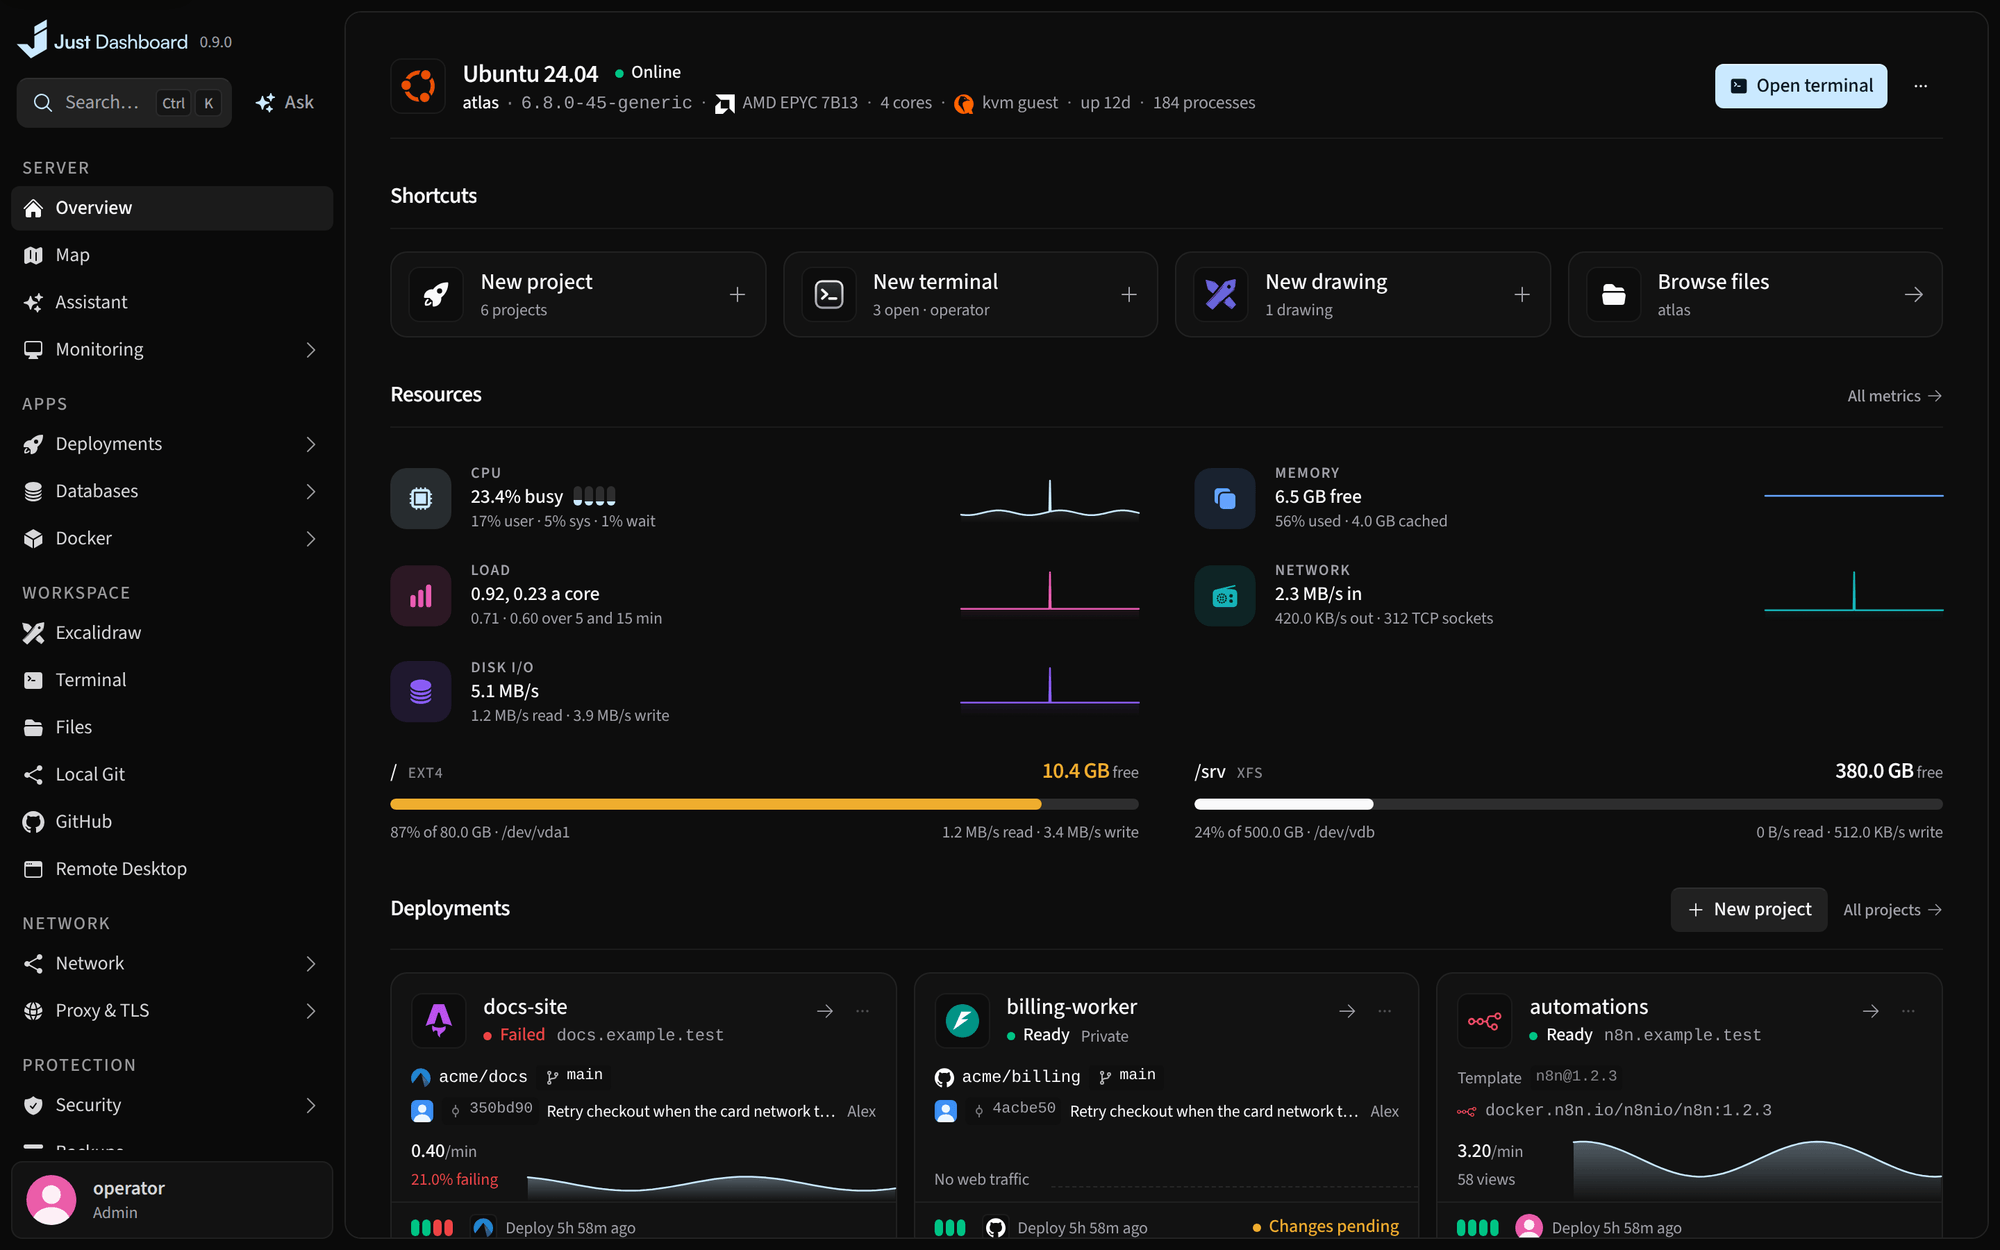 Just Dashboard 0.9.0
Search... Ctrl K Ask
SERVER
Overview
Map
Assistant
Monitoring
APPS
Deployments
Databases
Docker
WORKSPACE
Excalidraw
Terminal
Files
Local Git
GitHub
Remote Desktop
NETWORK
Network
Proxy & TLS
PROTECTION
Security
Backups
operator
Admin
Ubuntu 24.04 Online
atlas · 6.8.0-45-generic · AMD EPYC 7B13 · 4 cores · kvm guest · up 12d · 184 processes
Open terminal
Shortcuts
New project
6 projects
New terminal
3 open · operator
New drawing
1 drawing
Browse files
atlas
Resources
All metrics
CPU
23.4% busy
17% user · 5% sys · 1% wait
MEMORY
6.5 GB free
56% used · 4.0 GB cached
LOAD
0.92, 0.23 a core
0.71 · 0.60 over 5 and 15 min
NETWORK
2.3 MB/s in
420.0 KB/s out · 312 TCP sockets
DISK I/O
5.1 MB/s
1.2 MB/s read · 3.9 MB/s write
/ EXT4 10.4 GB free
87% of 80.0 GB · /dev/vda1 1.2 MB/s read · 3.4 MB/s write
/srv XFS 380.0 GB free
24% of 500.0 GB · /dev/vdb 0 B/s read · 512.0 KB/s write
Deployments
New project
All projects
docs-site
Failed docs.example.test
acme/docs main
350bd90 Retry checkout when the card network t... Alex
0.40/min
21.0% failing
Deploy 5h 58m ago
billing-worker
Ready Private
acme/billing main
4acbe50 Retry checkout when the card network t... Alex
No web traffic
Deploy 5h 58m ago Changes pending
automations
Ready n8n.example.test
Template n8n@1.2.3
docker.n8n.io/n8nio/n8n:1.2.3
3.20/min
58 views
Deploy 5h 58m ago